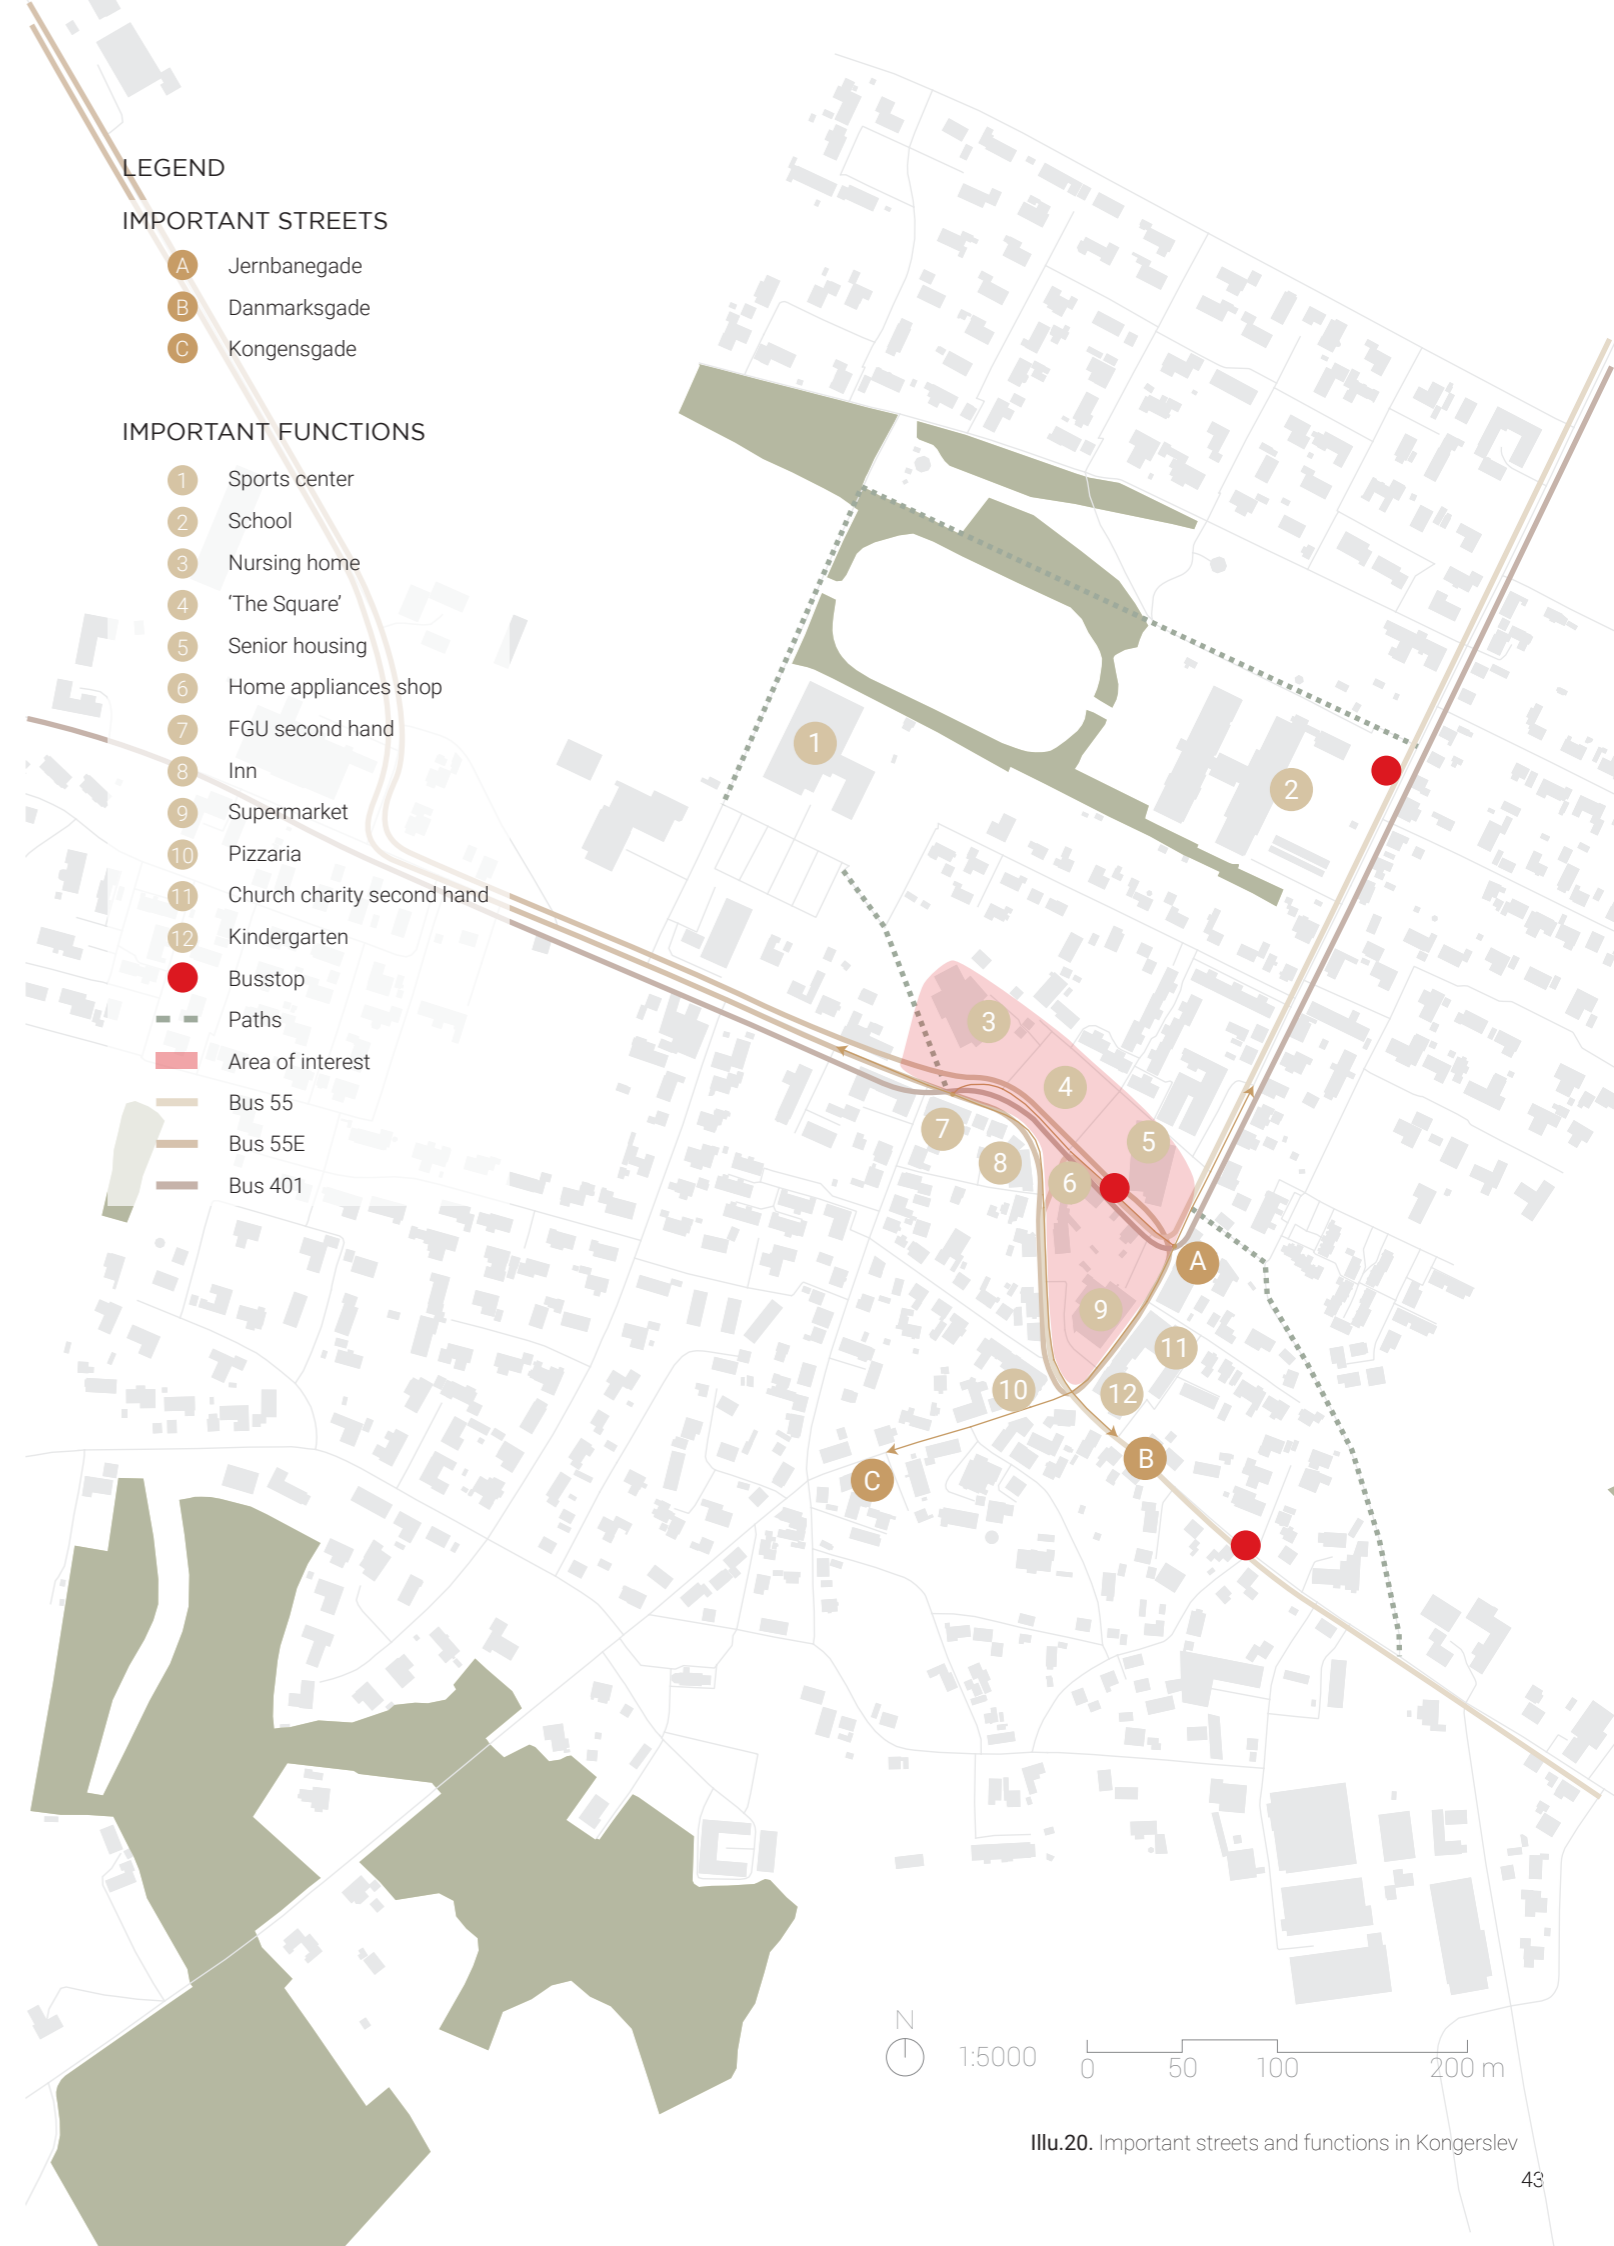 LEGEND
IMPORTANT STREETS
A Jernbanegade
B Danmarksgade
C Kongensgade
IMPORTANT FUNCTIONS
1 Sports center
2 School
3 Nursing home
4 ‘The Square’
5 Senior housing
6 Home appliances shop
7 FGU second hand
8 Inn
9 Supermarket
10 Pizzaria
11 Church charity second hand
12 Kindergarten
Busstop
Paths
Area of interest
Bus 55
Bus 55E
Bus 401
1
2
3
4
5
7
8
6
A
9
11
10
12
B
C
N
1:5000
0 50 100 200 m
Illu.20. Important streets and functions in Kongerslev
43